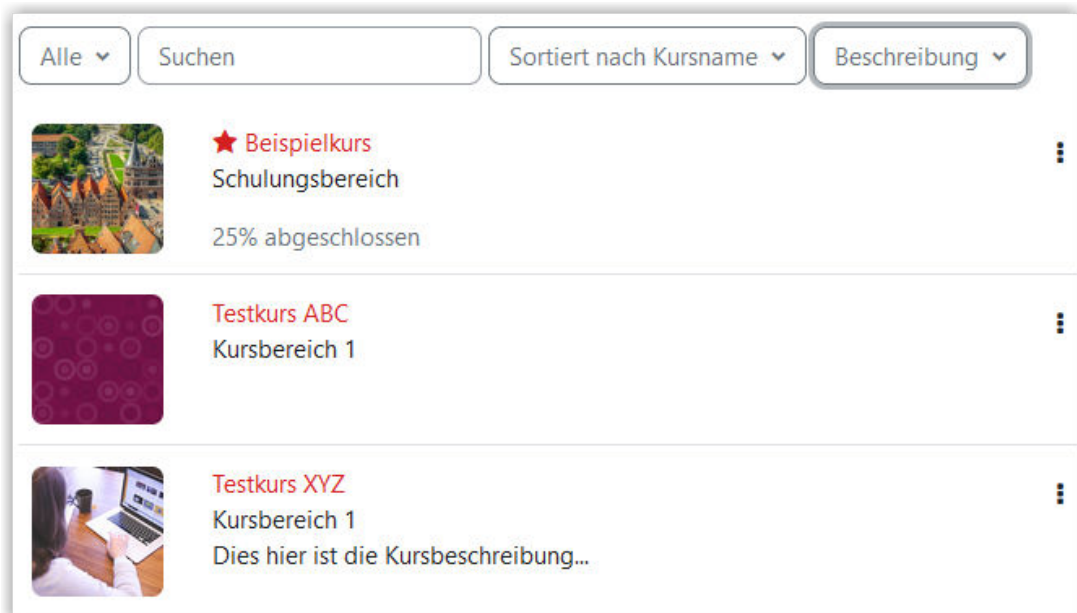 Alle
Suchen
Sortiert nach Kursname
Beschreibung
Beispielkurs
Schulungsbereich
25% abgeschlossen
Testkurs ABC
Kursbereich 1
Testkurs XYZ
Kursbereich 1
Dies hier ist die Kursbeschreibung...